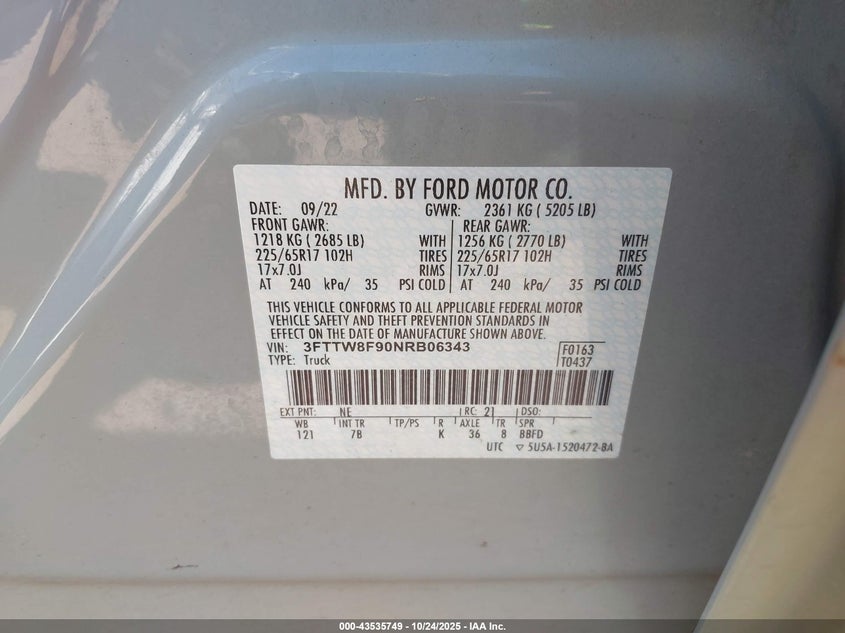 MFD. BY FORD MOTOR CO.
DATE: 09/22 GVWR: 2361 KG ( 5205 LB)
FRONT GAWR: REAR GAWR:
1218 KG ( 2685 LB) WITH 1256 KG ( 2770 LB) WITH
225/65R17 102H TIRES 225/65R17 102H TIRES
17x7.0J RIMS 17x7.0J RIMS
AT 240 kPa/ 35 PSI COLD AT 240 kPa/ 35 PSI COLD
THIS VEHICLE CONFORMS TO ALL APPLICABLE FEDERAL MOTOR
VEHICLE SAFETY AND THEFT PREVENTION STANDARDS IN
EFFECT ON THE DATE OF MANUFACTURE SHOWN ABOVE.
VIN: 3FTTW8F90NRB06343 F0163
TYPE: Truck T0437
EXT PNT: NE RC: 21 DSO:
WB INT TR TP/PS R AXLE TR SPR
121 7B K 36 8 BBFD
UTC ▽ 5U5A-1520472-BA
000-43535749 - 10/24/2025 - IAA Inc.